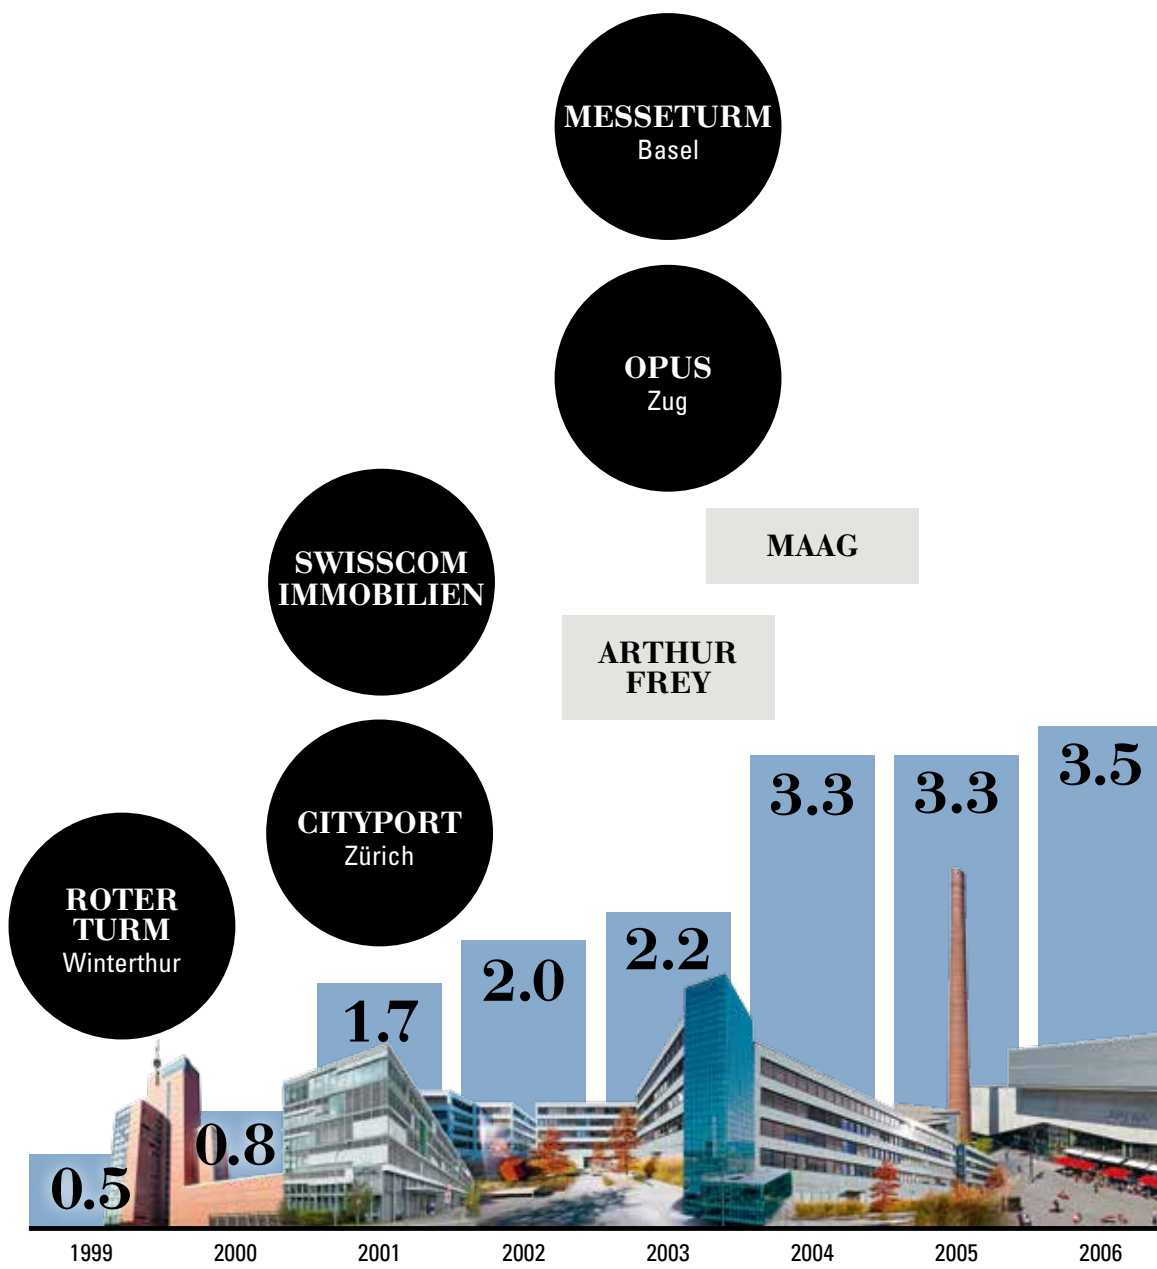 MESSETURM
Basel
OPUS
Zug
SWISSCOM
IMMOBILIEN
MAAG
ARTHUR
FREY
CITYPORT
Zürich
ROTER
TURM
Winterthur
0.5
0.8
1.7
2.0
2.2
3.3
3.3
3.5
1999
2000
2001
2002
2003
2004
2005
2006